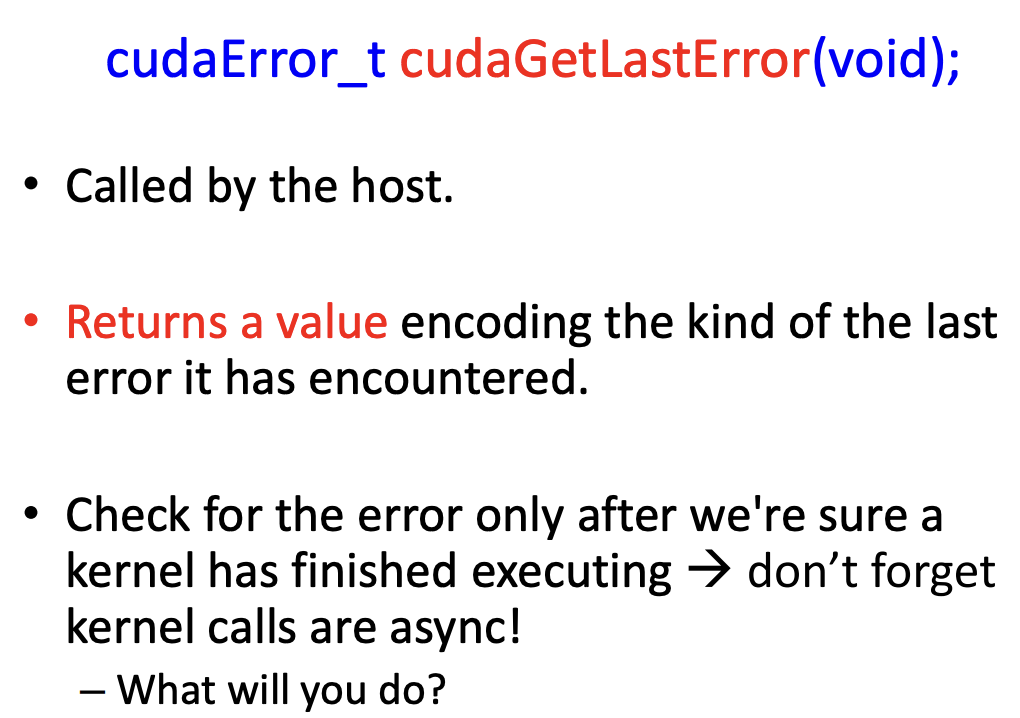 cudaError_t cudaGetLastError(void);
• Called by the host.
• Returns a value encoding the kind of the last
error it has encountered.
• Check for the error only after we're sure a
kernel has finished executing → don’t forget
kernel calls are async!
– What will you do?